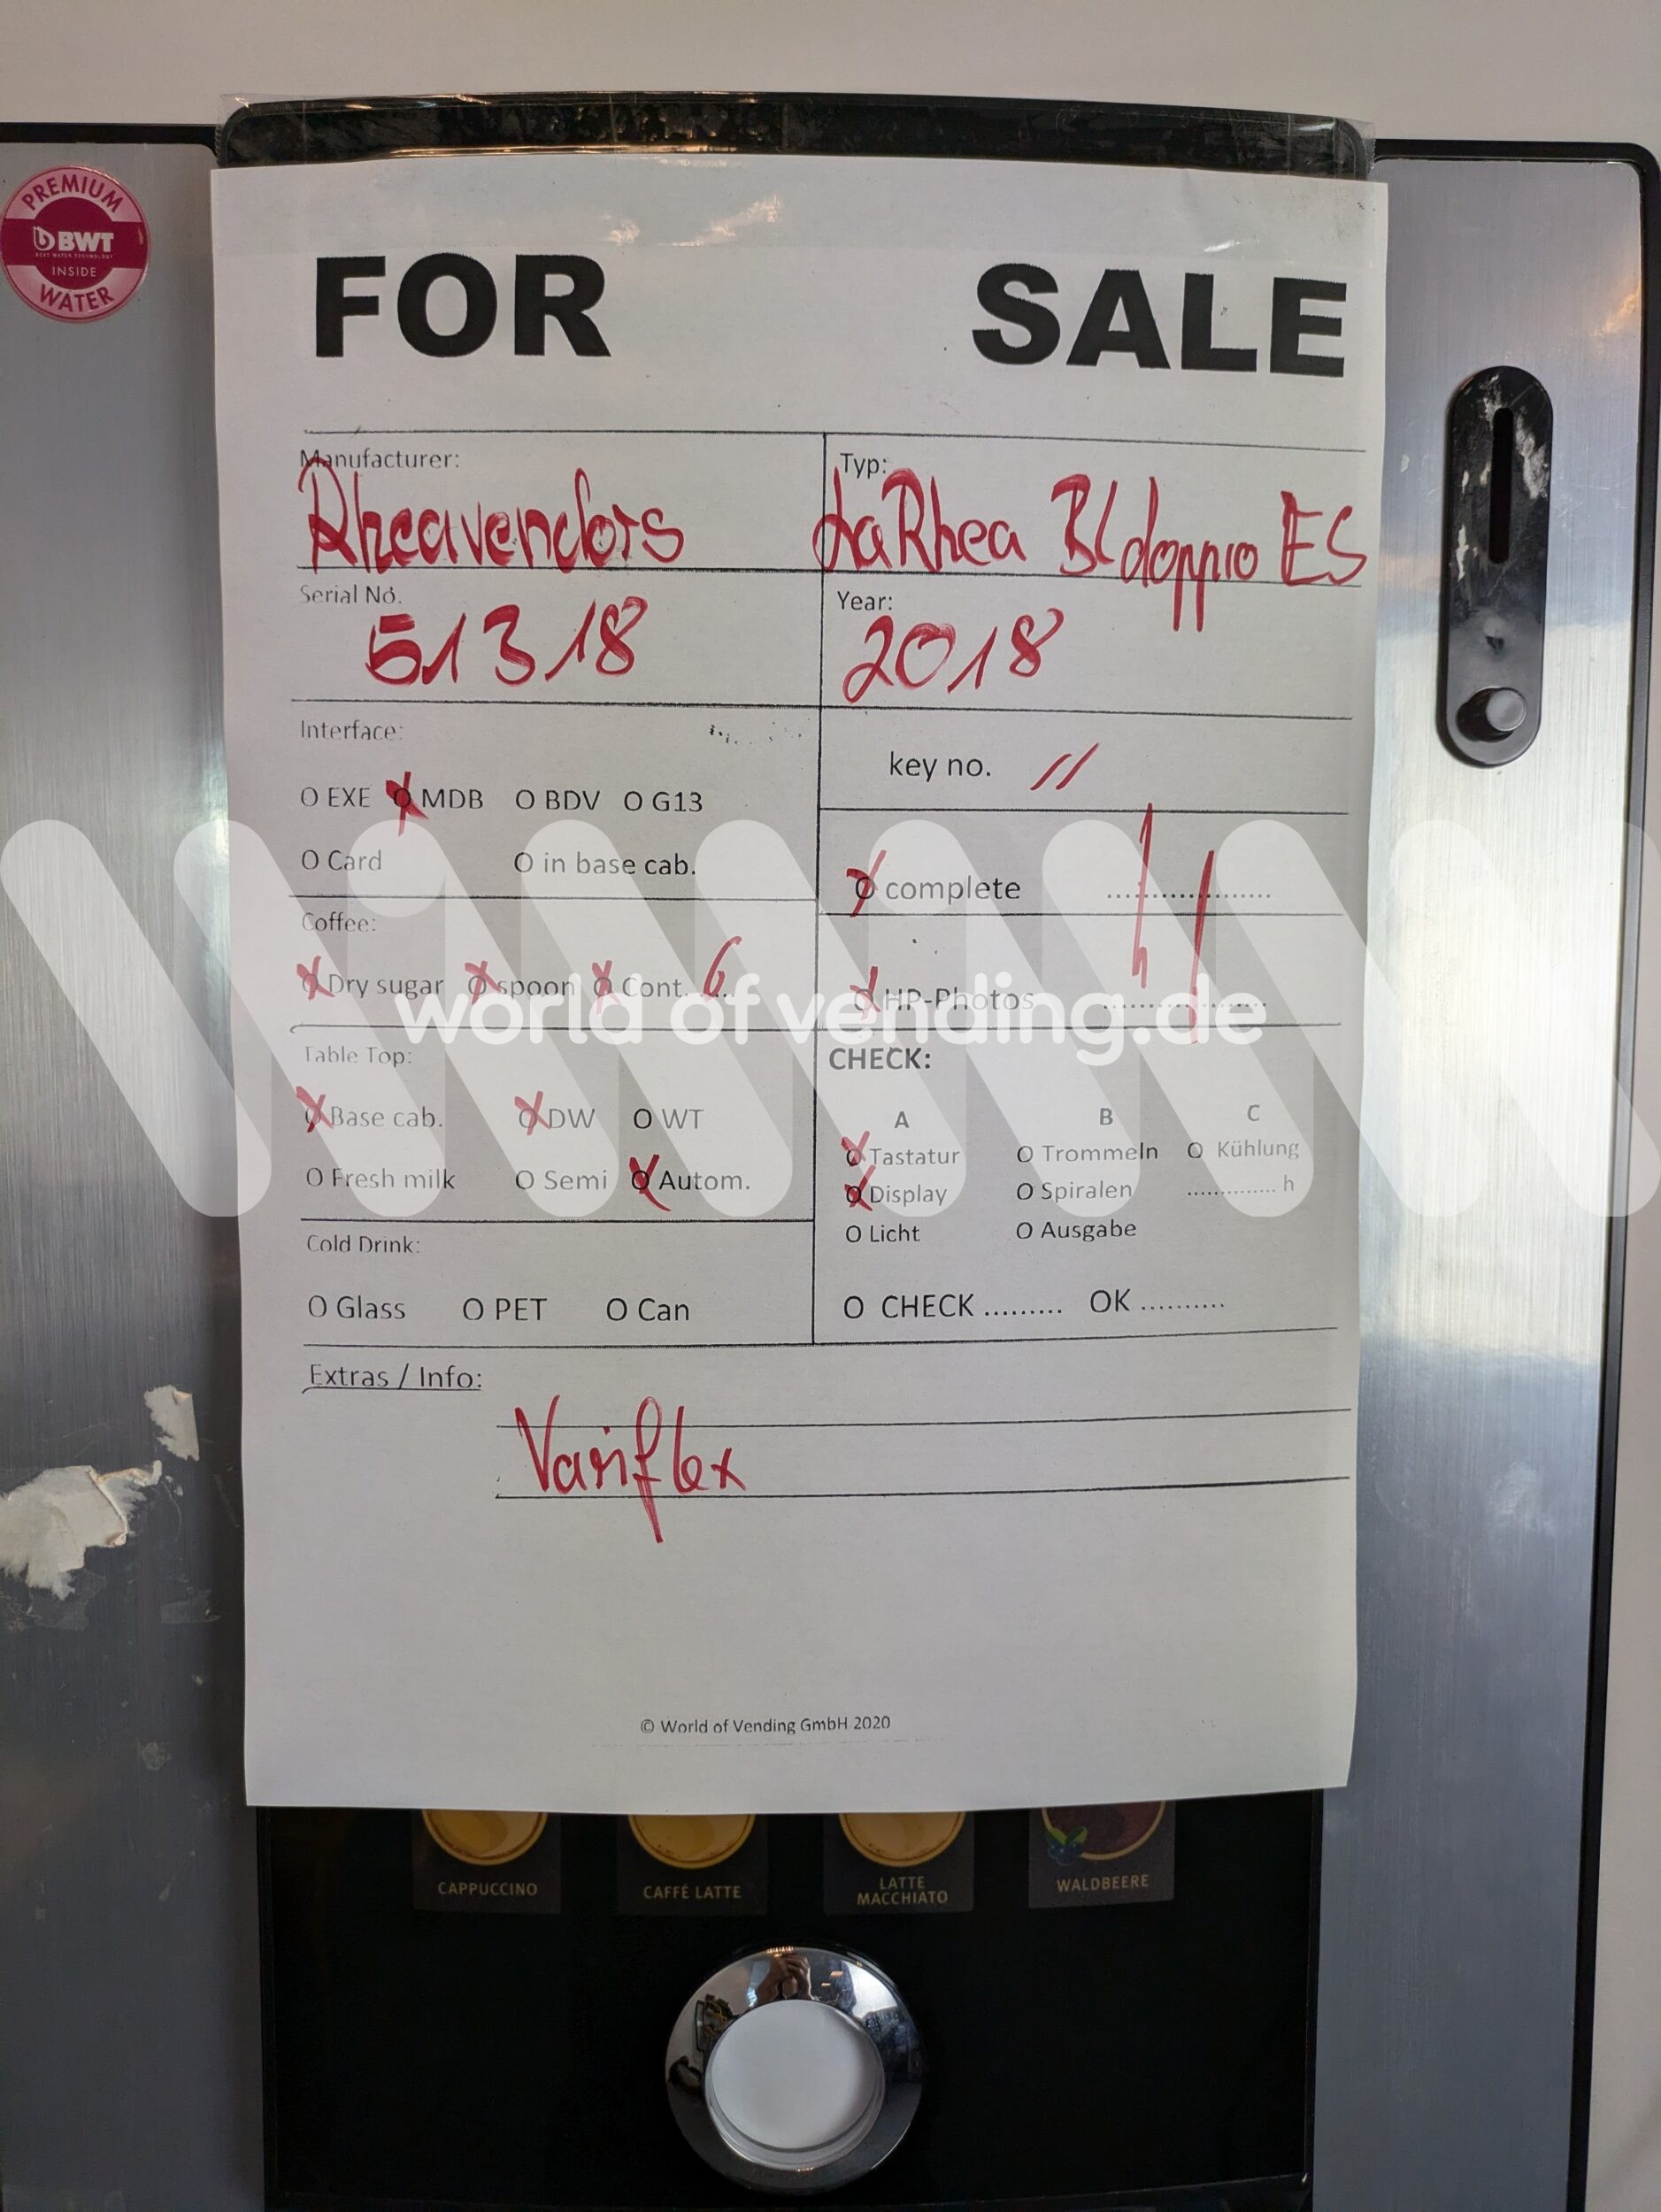 PREMIUM
BWT
BEST WATER TECHNOLOGY
INSIDE
WATER
FOR SALE
Manufacturer: Typ:
Rheavendors LaRhea BL doppio ES
Serial No. Year:
51318 2018
Interface:
key no. //
O EXE O MDB O BDV O G13
O Card O in base cab.
O complete ....................
Coffee:
O Dry sugar O spoon O Cont. 6
O HP-Photos ....................
world of vending.de
Table Top: CHECK:
O Base cab. O DW O WT
A B C
O Tastatur O Trommeln O Kühlung
O Fresh milk O Semi O Autom.
O Display O Spiralen .............. h
O Licht O Ausgabe
Cold Drink:
O Glass O PET O Can
O CHECK ......... OK ..........
Extras / Info:
Variflex
© World of Vending GmbH 2020
CAPPUCCINO
CAFFÉ LATTE
LATTE
MACCHIATO
WALDBEERE